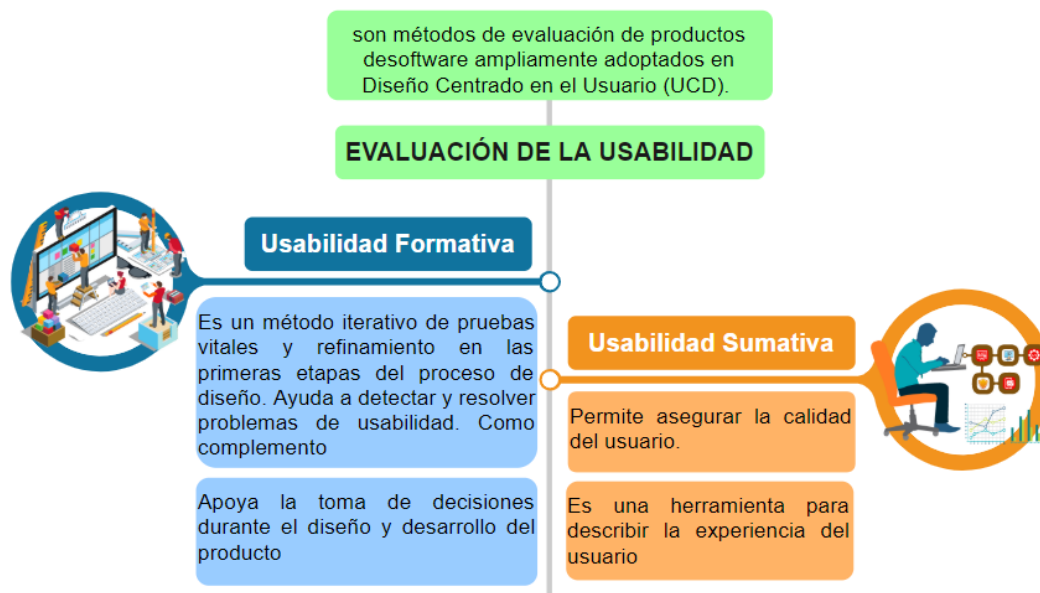 son métodos de evaluación de productos
desoftware ampliamente adoptados en
Diseño Centrado en el Usuario (UCD).
EVALUACIÓN DE LA USABILIDAD
Usabilidad Formativa
Es un método iterativo de pruebas
vitales y refinamiento en las
primeras etapas del proceso de
diseño. Ayuda a detectar y resolver
problemas de usabilidad. Como
complemento
Apoya la toma de decisiones
durante el diseño y desarrollo del
producto
Usabilidad Sumativa
Permite asegurar la calidad
del usuario.
Es una herramienta para
describir la experiencia del
usuario